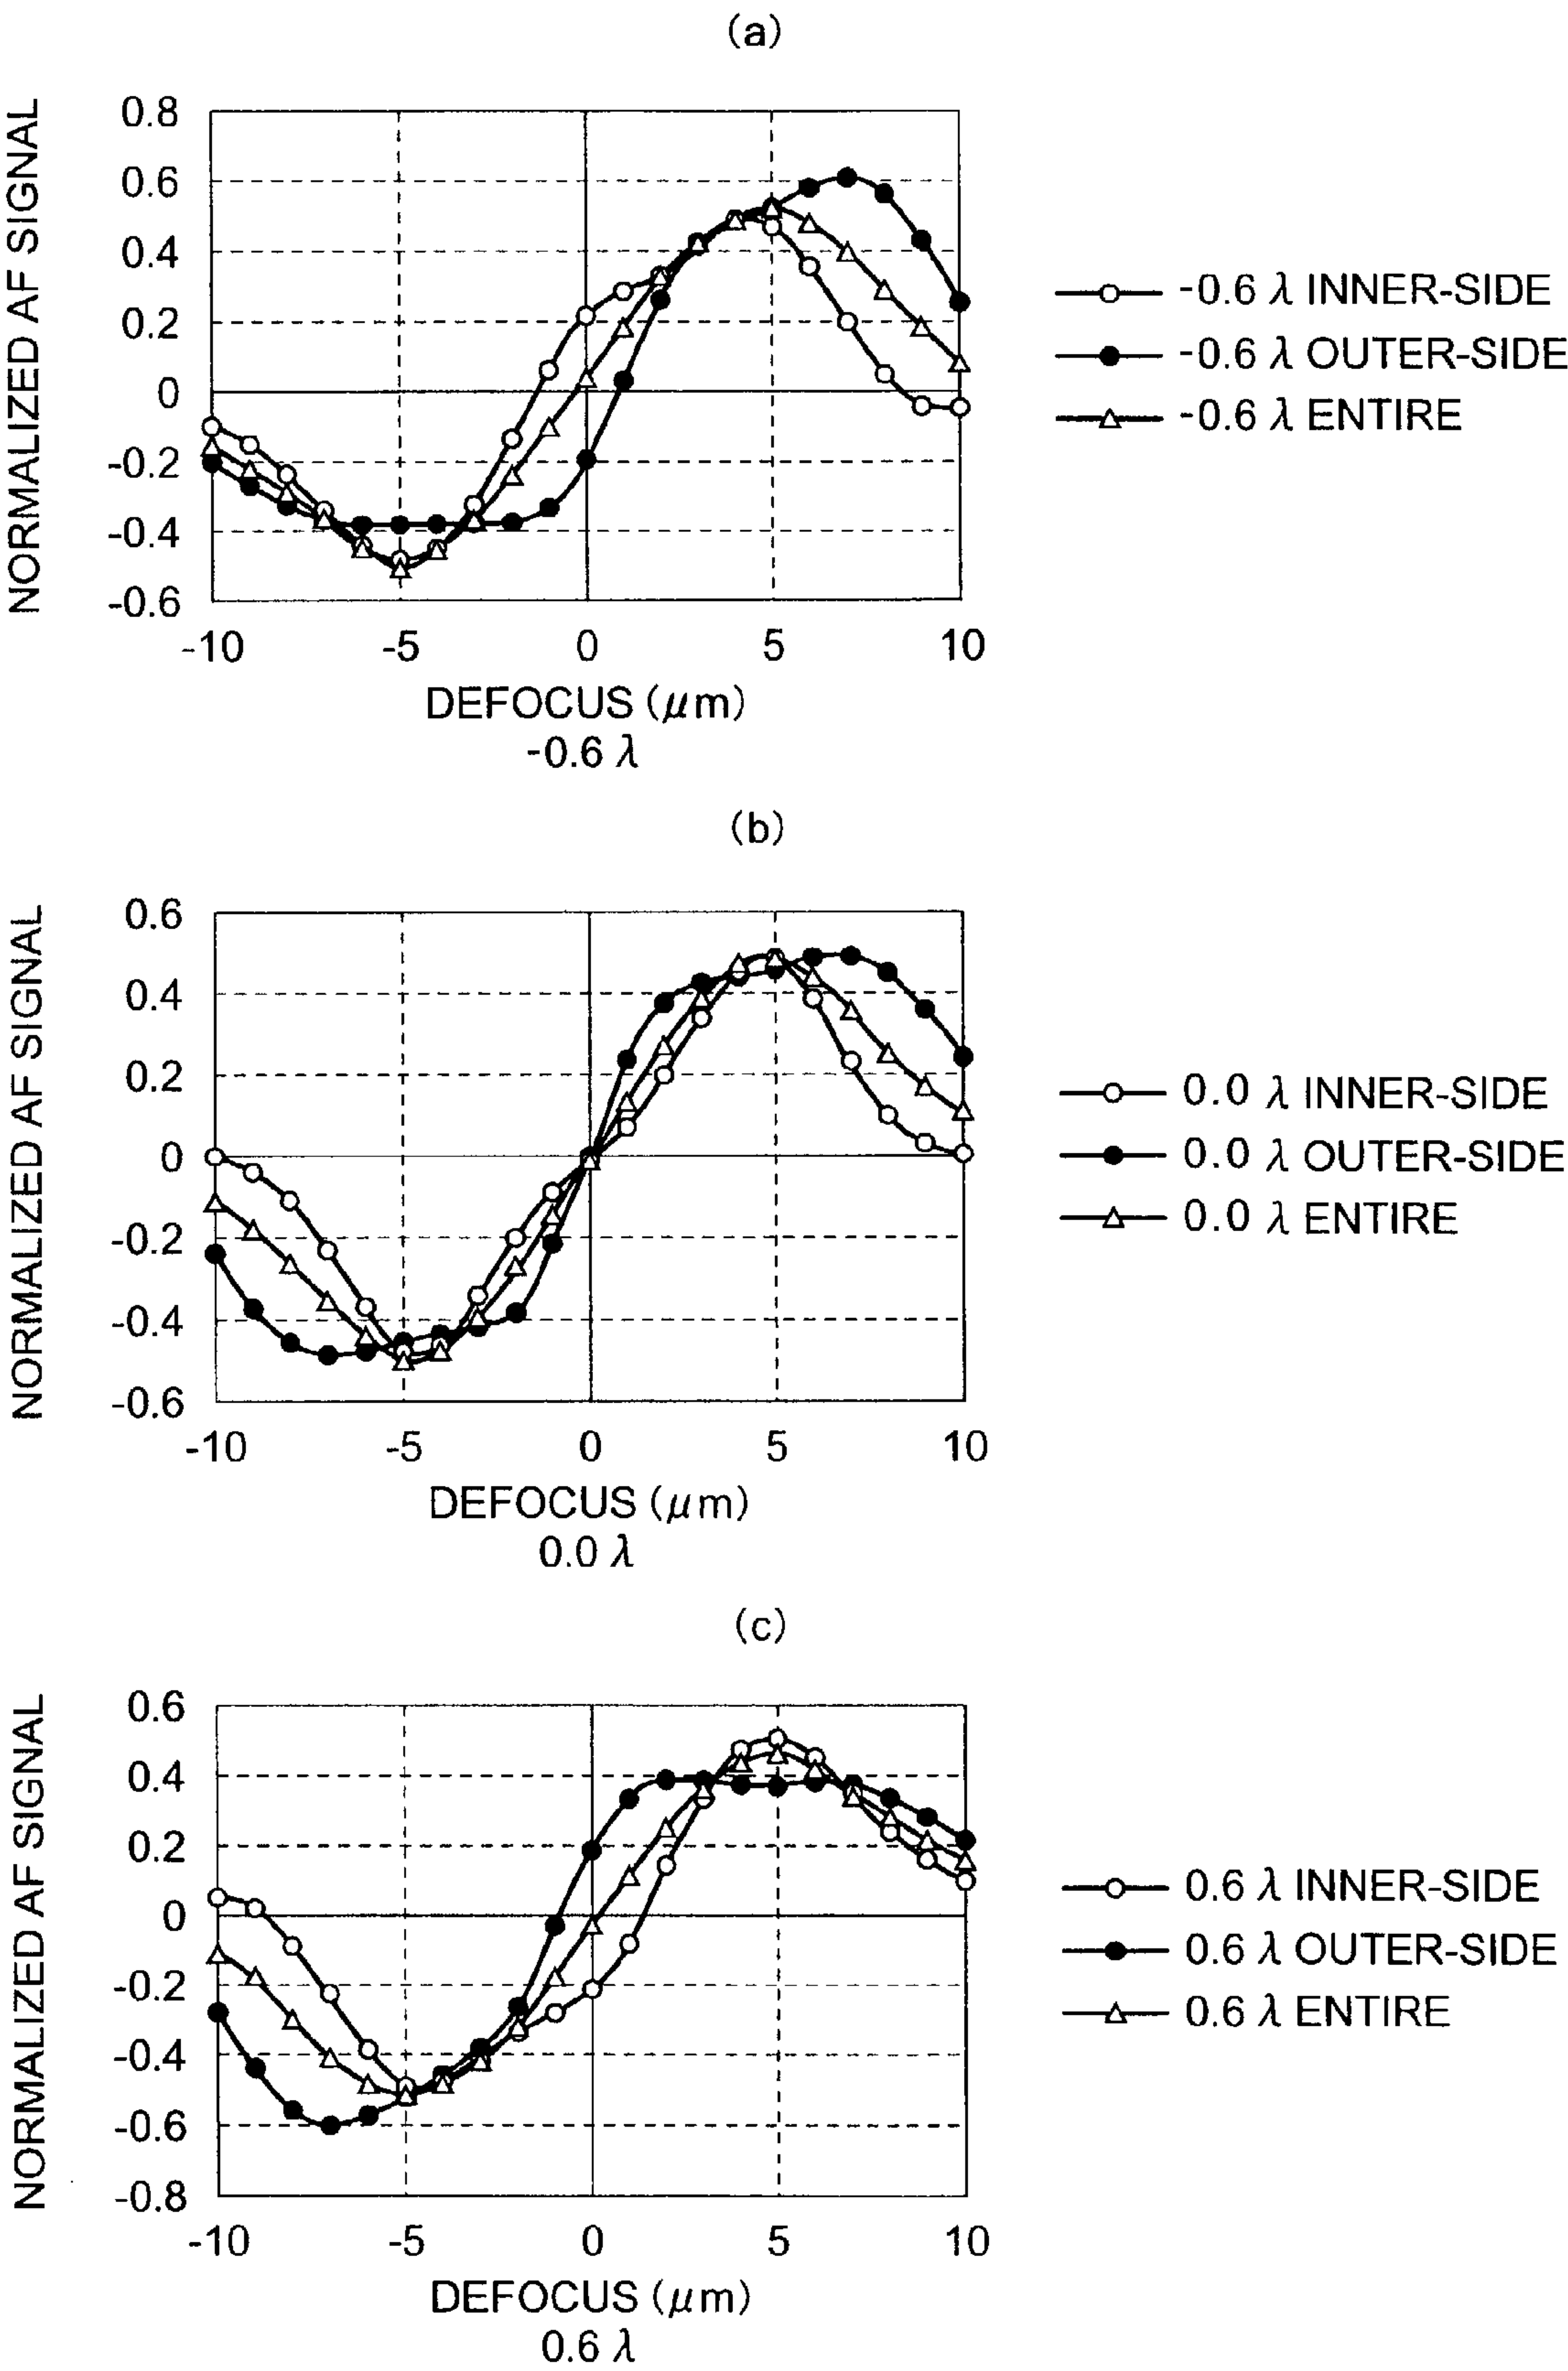 (a)
NORMALIZED AF SIGNAL
0.8
0.6
0.4
0.2
0
-0.2
-0.4
-0.6
-10 -5 0 5 10
DEFOCUS (μm)
-0.6 λ
-0.6 λ INNER-SIDE
-0.6 λ OUTER-SIDE
-0.6 λ ENTIRE
(b)
NORMALIZED AF SIGNAL
0.6
0.4
0.2
0
-0.2
-0.4
-0.6
-10 -5 0 5 10
DEFOCUS (μm)
0.0 λ
0.0 λ INNER-SIDE
0.0 λ OUTER-SIDE
0.0 λ ENTIRE
(c)
NORMALIZED AF SIGNAL
0.6
0.4
0.2
0
-0.2
-0.4
-0.6
-0.8
-10 -5 0 5 10
DEFOCUS (μm)
0.6 λ
0.6 λ INNER-SIDE
0.6 λ OUTER-SIDE
0.6 λ ENTIRE